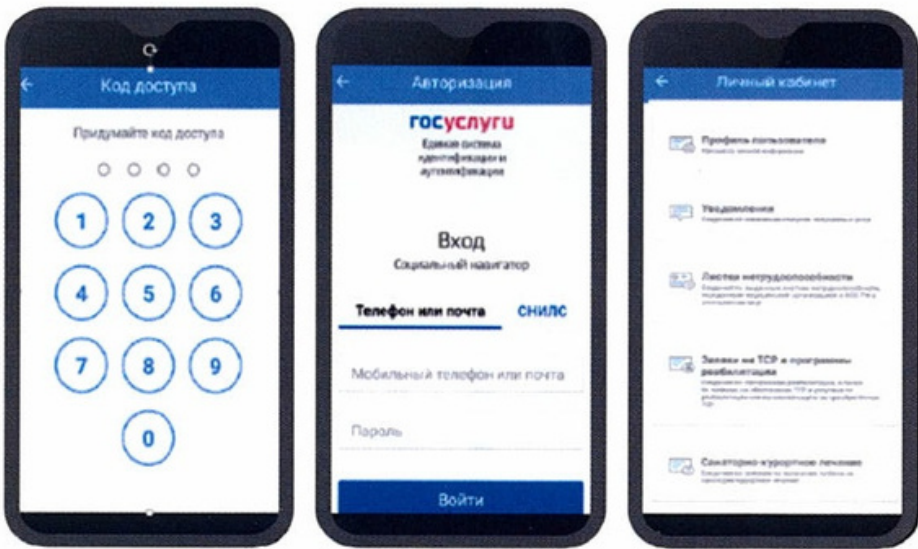 Код доступа
Придумайте код доступа
1 2 3
4 5 6
7 8 9
0
Авторизация
госуслуги
Единая система
идентификации и
аутентификации
Вход
Социальный навигатор
Телефон или почта СНИЛС
Мобильный телефон или почта
Пароль
Войти
Личный кабинет
Профиль пользователя
Уведомления
Листки нетрудоспособности
Заявки на ТСР и программы
реабилитации
Санаторно-курортное лечение